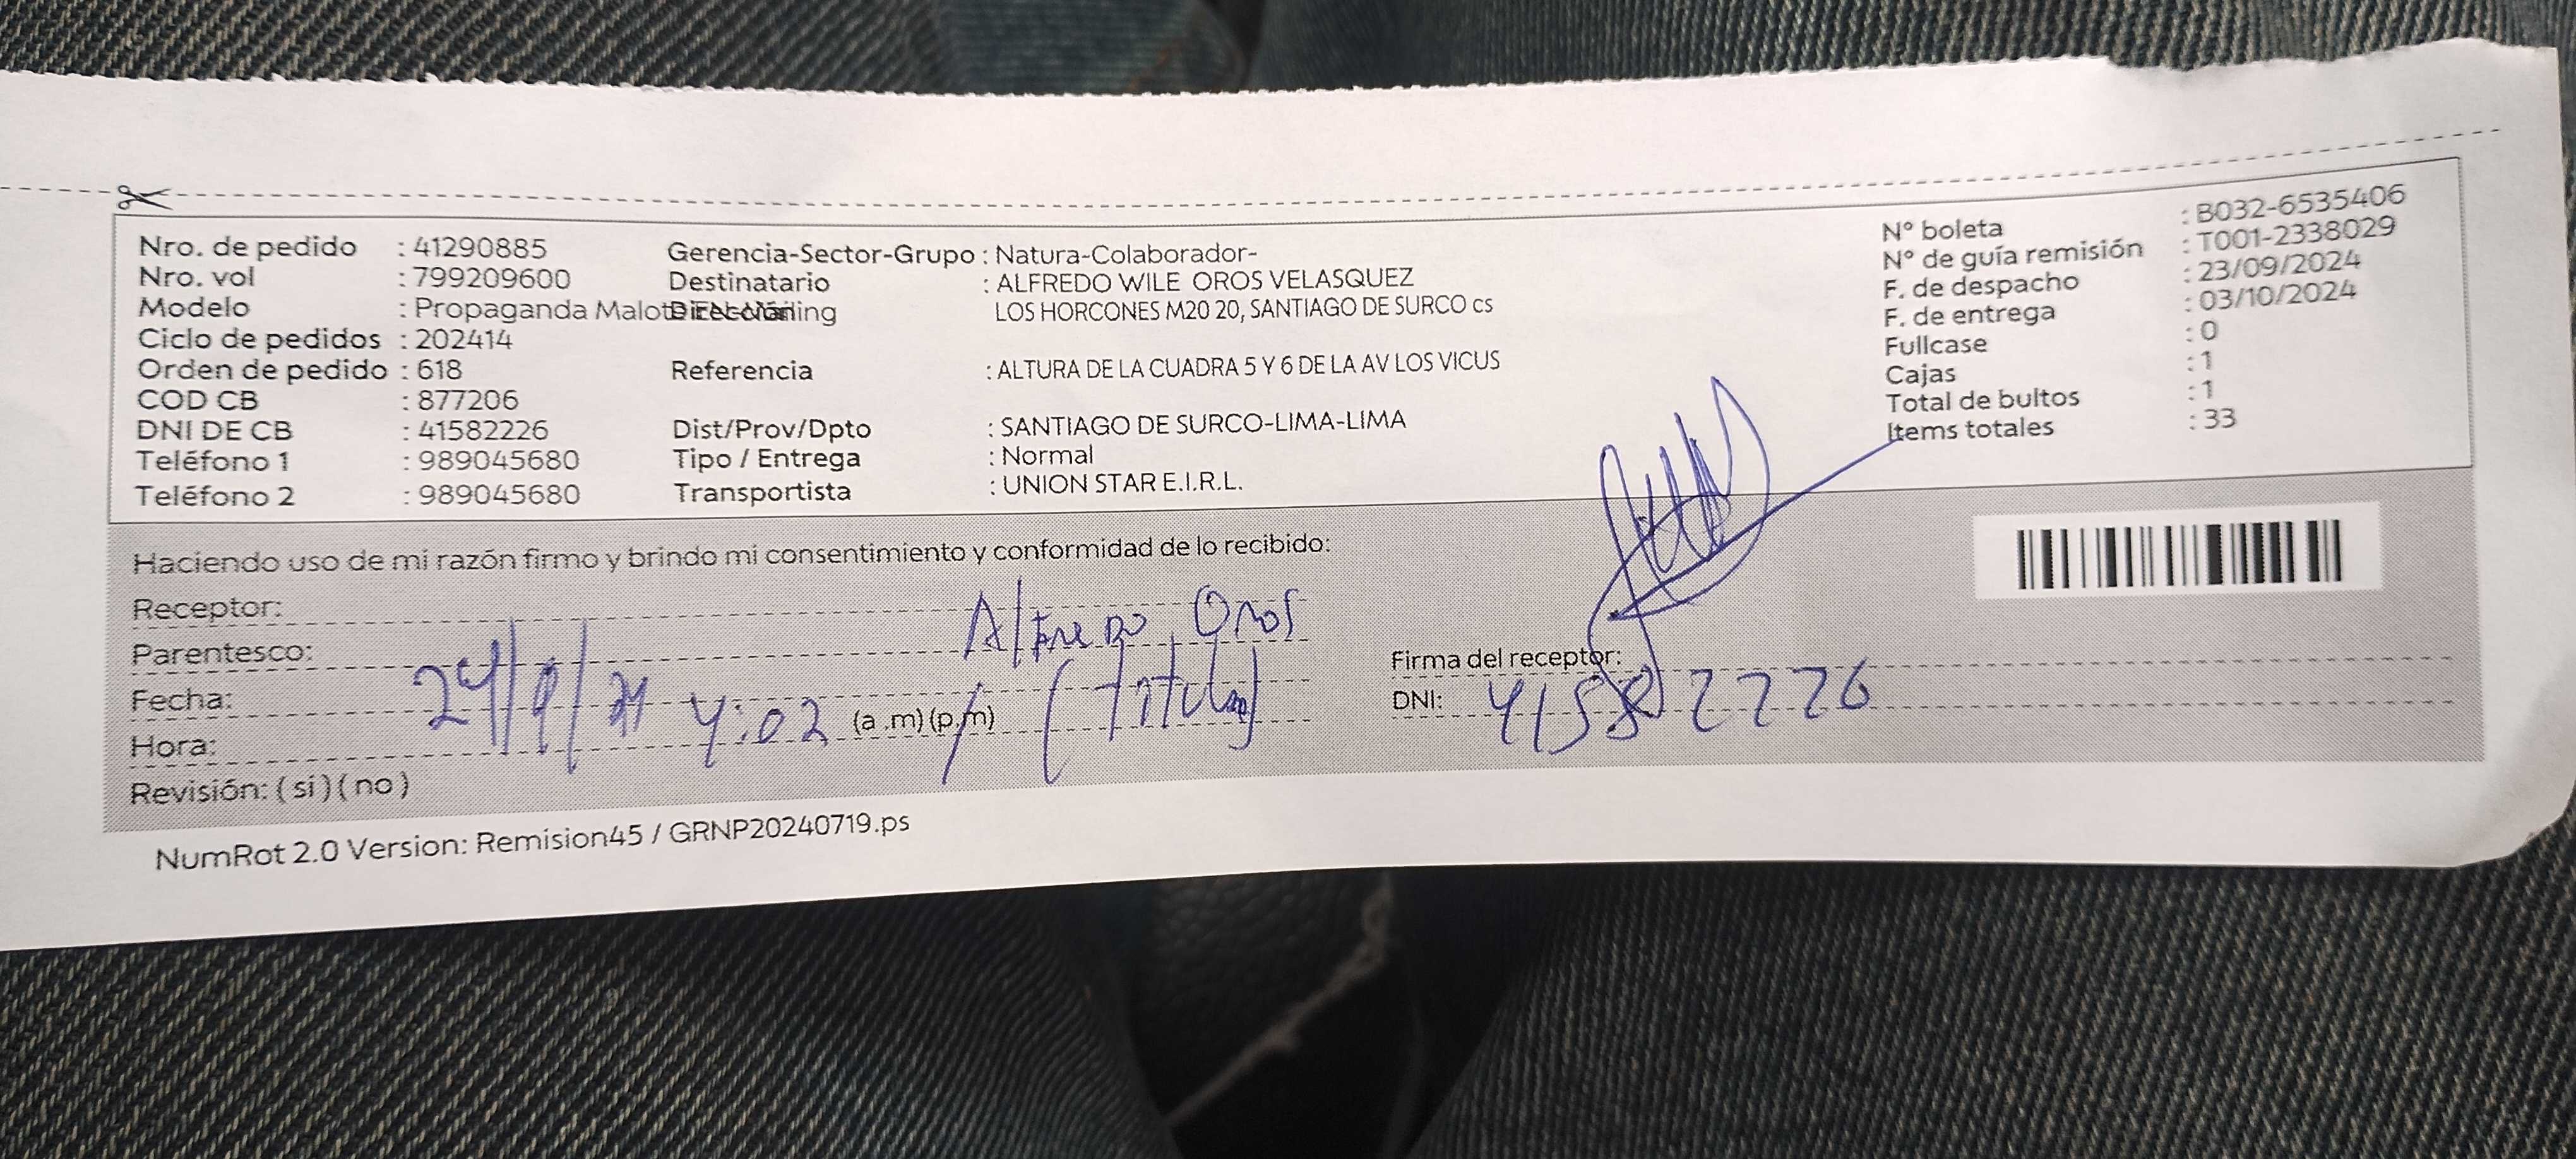 Nro. de pedido : 41290885
Nro. vol : 799209600
Modelo : Propaganda Malote EN-Mailing
Ciclo de pedidos : 202414
Orden de pedido : 618
COD CB : 877206
DNI DE CB : 41582226
Teléfono 1 : 989045680
Teléfono 2 : 989045680
Gerencia-Sector-Grupo : Natura-Colaborador-
Destinatario : ALFREDO WILE OROS VELASQUEZ
Dirección LOS HORCONES M20 20, SANTIAGO DE SURCO cs
Referencia : ALTURA DE LA CUADRA 5 Y 6 DE LA AV LOS VICUS
Dist/Prov/Dpto : SANTIAGO DE SURCO-LIMA-LIMA
Tipo / Entrega : Normal
Transportista : UNION STAR E.I.R.L.
N° boleta : B032-6535406
N° de guía remisión : T001-2338029
F. de despacho : 23/09/2024
F. de entrega : 03/10/2024
Fullcase : 0
Cajas : 1
Total de bultos : 1
Items totales : 33
Haciendo uso de mi razón firmo y brindo mi consentimiento y conformidad de lo recibido:
Receptor: Alfredo Oros
Parentesco: (titular)
Fecha: 24/9/24
Hora: 4:02 (a .m) (p.m)
Revisión: ( si ) ( no )
Firma del receptor:
DNI: 41582226
NumRot 2.0 Version: Remision45 / GRNP20240719.ps